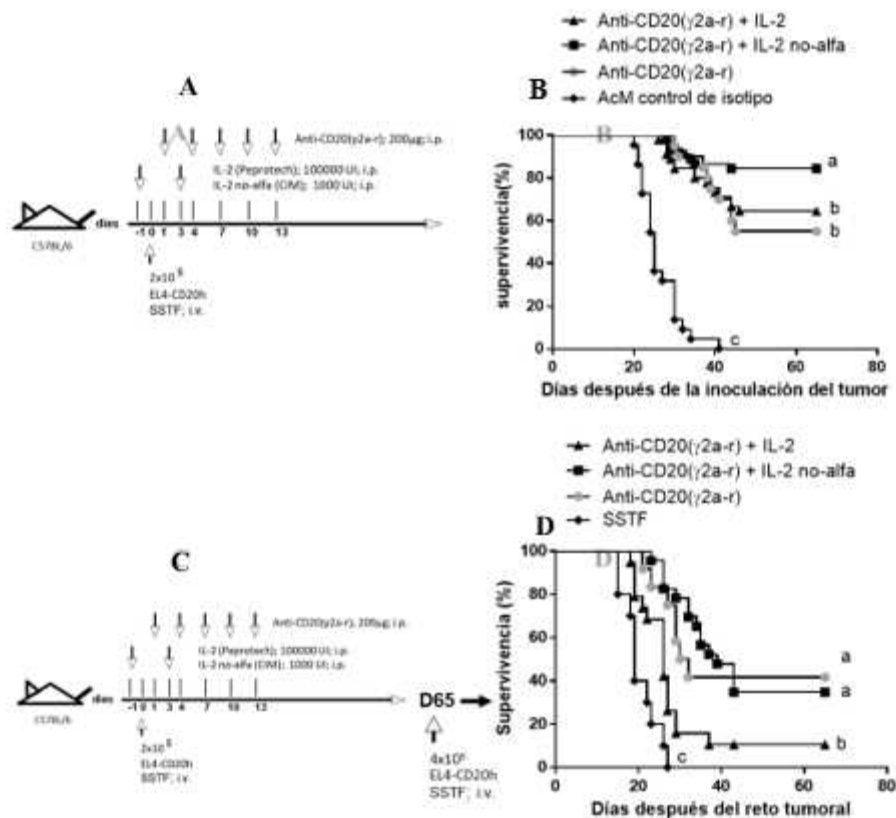 A
Anti-CD20(γ2a-r); 200µg; i.p.
IL-2 (Peprotech); 100000 UI; i.p.
IL-2 no-alfa (CIM); 1000 UI; i.p.
días
-1 0 1 3 4 7 10 13
C57BL/6
2x10⁵
EL4-CD20h
SSTF; i.v.
B
Anti-CD20(γ2a-r) + IL-2
Anti-CD20(γ2a-r) + IL-2 no-alfa
Anti-CD20(γ2a-r)
AcM control de isotipo
B
supervivencia(%)
100
80
60
40
20
0
a
b
b
c
0 20 40 60 80
Días después de la inoculación del tumor
C
Anti-CD20(γ2a-r), 200µg, i.p.
IL-2 (Peprotech); 100000 UI; i.p.
IL-2 no-alfa (CIM); 1000 UI; i.p.
días
-1 0 1 3 4 7 10 13
C57BL/6
2x10⁵
EL4-CD20h
SSTF; i.v.
D65
EL4-CD20h
SSTF; i.v.
D
Anti-CD20(γ2a-r) + IL-2
Anti-CD20(γ2a-r) + IL-2 no-alfa
Anti-CD20(γ2a-r)
SSTF
D
Supervivencia (%)
100
80
60
40
20
0
a
a
b
c
0 20 40 60 80
Días después del reto tumoral